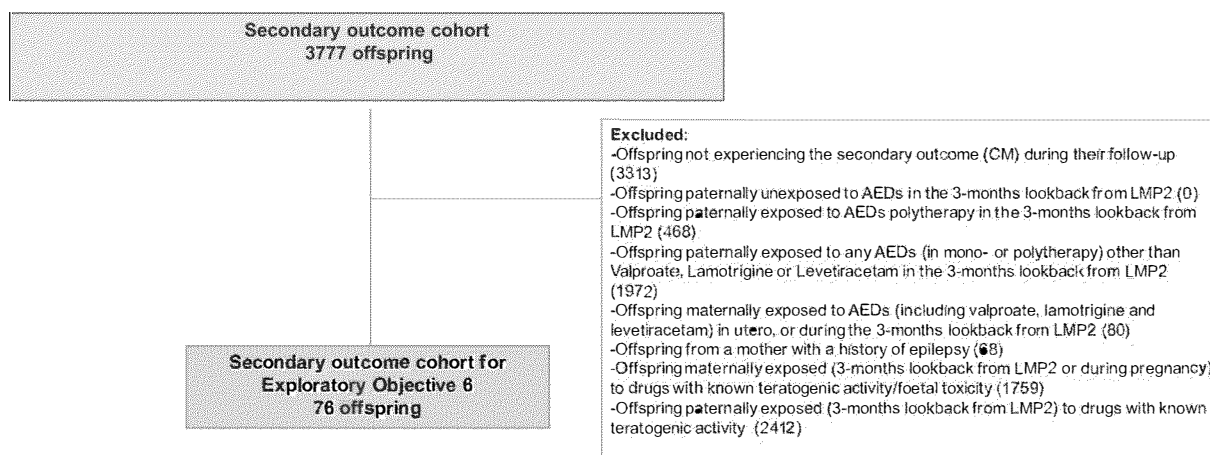 Secondary outcome cohort
3777 offspring
Excluded:
-Offspring not experiencing the secondary outcome (CM) during their follow-up
(3313)
-Offspring paternally unexposed to AEDs in the 3-months lookback from LMP2 (0)
-Offspring paternally exposed to AEDs polytherapy in the 3-months lookback from
LMP2 (468)
-Offspring paternally exposed to any AEDs (in mono- or polytherapy) other than
Valproate, Lamotrigine or Levetiracetam in the 3-months lookback from LMP2
(1972)
-Offspring maternally exposed to AEDs (including valproate, lamotrigine and
levetiracetam) in utero, or during the 3-months lookback from LMP2 (80)
-Offspring from a mother with a history of epilepsy (68)
-Offspring maternally exposed (3-months lookback from LMP2 or during pregnancy)
to drugs with known teratogenic activity/foetal toxicity (1759)
-Offspring paternally exposed (3-months lookback from LMP2) to drugs with known
teratogenic activity (2412)
Secondary outcome cohort for
Exploratory Objective 6
76 offspring